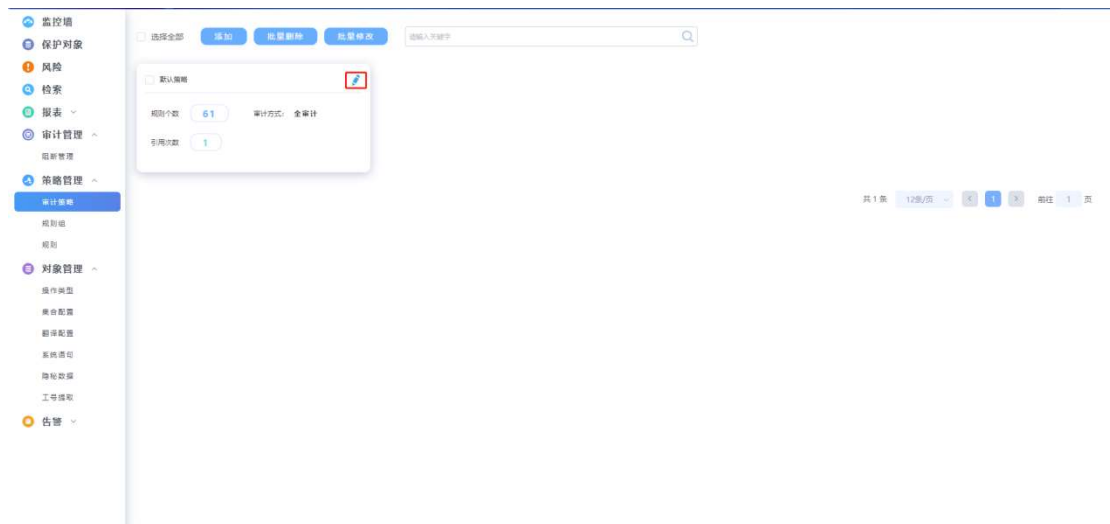 监控墙
保护对象
风险
检索
报表
审计管理
阻断管理
策略管理
审计策略
规则组
规则
对象管理
操作类型
集合配置
翻译配置
系统语句
隐秘数据
工号提取
告警
选择全部 添加 批量删除 批量修改 请输入关键字
默认策略
规则个数 61 审计方式: 全审计
引用次数 1
共 1 条 12条/页 1 前往 1 页